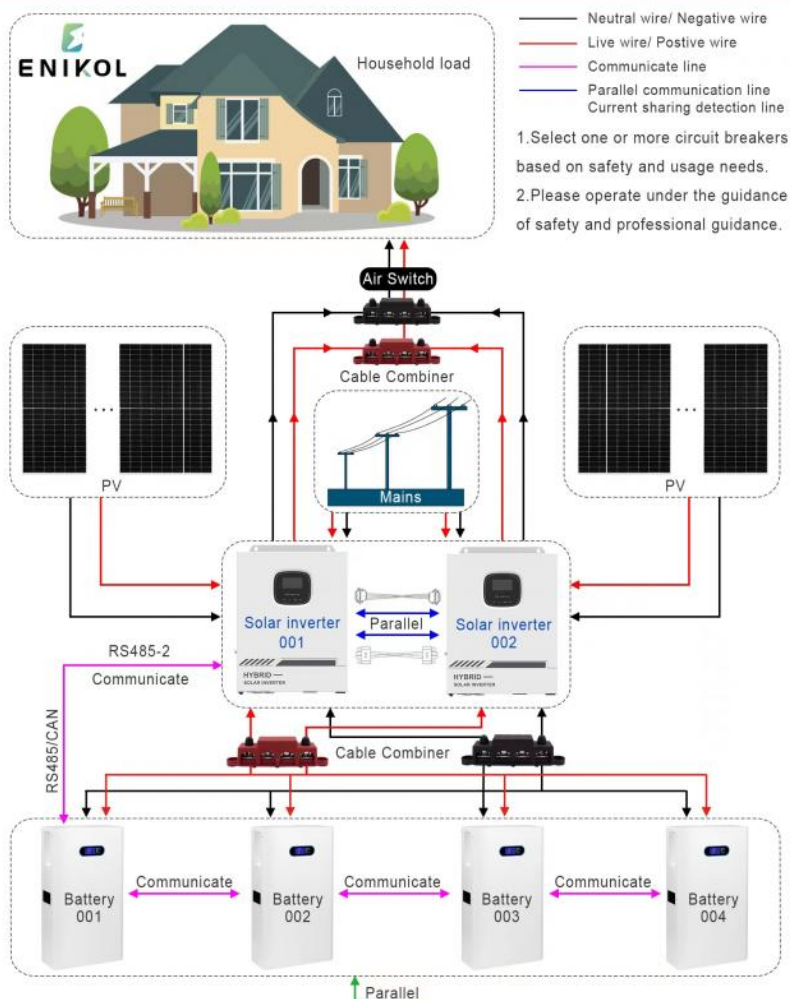 ENIKOL
Household load
Neutral wire/ Negative wire
Live wire/ Postive wire
Communicate line
Parallel communication line
Current sharing detection line
1.Select one or more circuit breakers
based on safety and usage needs.
2.Please operate under the guidance
of safety and professional guidance.
Air Switch
Cable Combiner
PV
Mains
PV
Solar inverter
001
Parallel
Solar inverter
002
HYBRID
SOLAR INVERTER
HYBRID
SOLAR INVERTER
RS485-2
Communicate
RS485/CAN
Cable Combiner
Battery
001
Communicate
Battery
002
Communicate
Battery
003
Communicate
Battery
004
Parallel